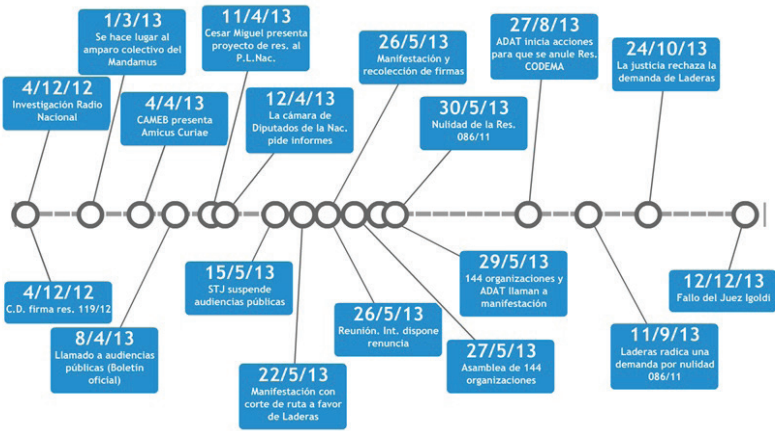 4/12/12
Investigación Radio
Nacional
1/3/13
Se hace lugar al
amparo colectivo del
Mandamus
4/4/13
CAMEB presenta
Amicus Curiae
11/4/13
Cesar Miguel presenta
proyecto de res. al
P.L.Nac.
12/4/13
La cámara de
Diputados de la Nac.
pide informes
26/5/13
Manifestación y
recolección de firmas
30/5/13
Nulidad de la Res.
086/11
27/8/13
ADAT inicia acciones
para que se anule Res.
CODEMA
24/10/13
La justicia rechaza la
demanda de Laderas
4/12/12
C.D. firma res. 119/12
8/4/13
Llamado a audiencias
públicas (Boletín
oficial)
15/5/13
STJ suspende
audiencias públicas
22/5/13
Manifestación con
corte de ruta a favor
de Laderas
26/5/13
Reunión. Int. dispone
renuncia
27/5/13
Asamblea de 144
organizaciones
29/5/13
144 organizaciones y
ADAT llaman a
manifestación
11/9/13
Laderas radica una
demanda por nulidad
086/11
12/12/13
Fallo del Juez Igoldi